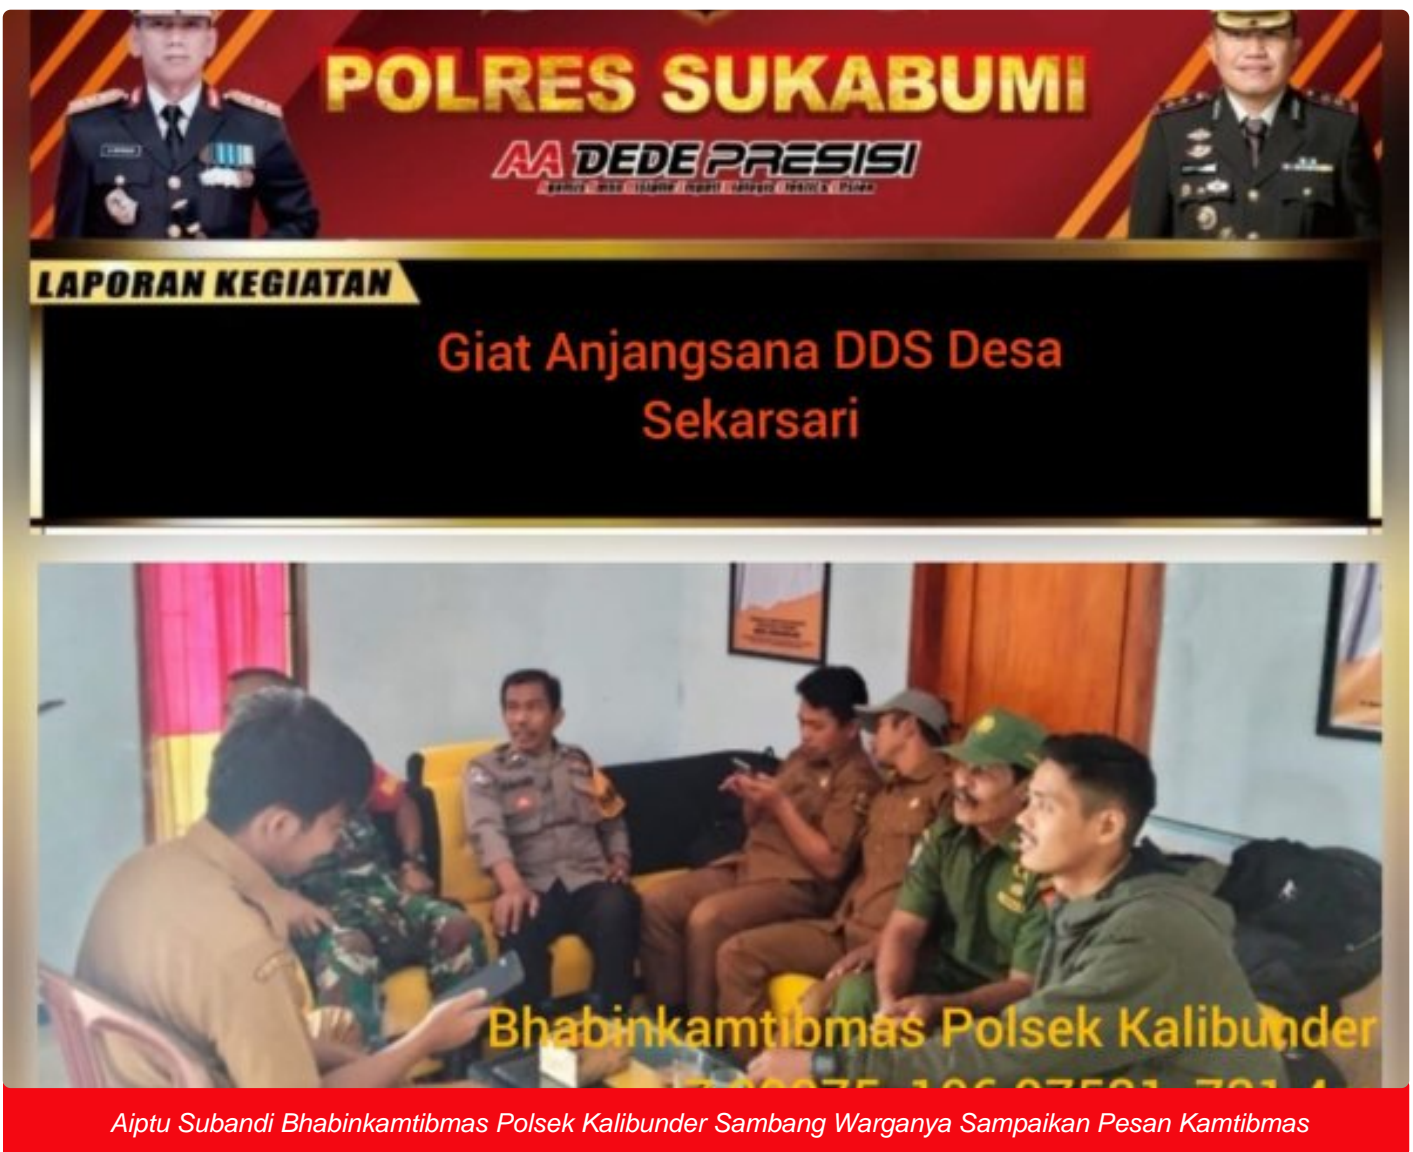 POLRES SUKABUMI
AA DEDE PRESISI
LAPORAN KEGIATAN
Giat Anjangsana DDS Desa
Sekarsari
Bhabinkamtibmas Polsek Kalibunder
Aiptu Subandi Bhabinkamtibmas Polsek Kalibunder Sambang Warganya Sampaikan Pesan Kamtibmas